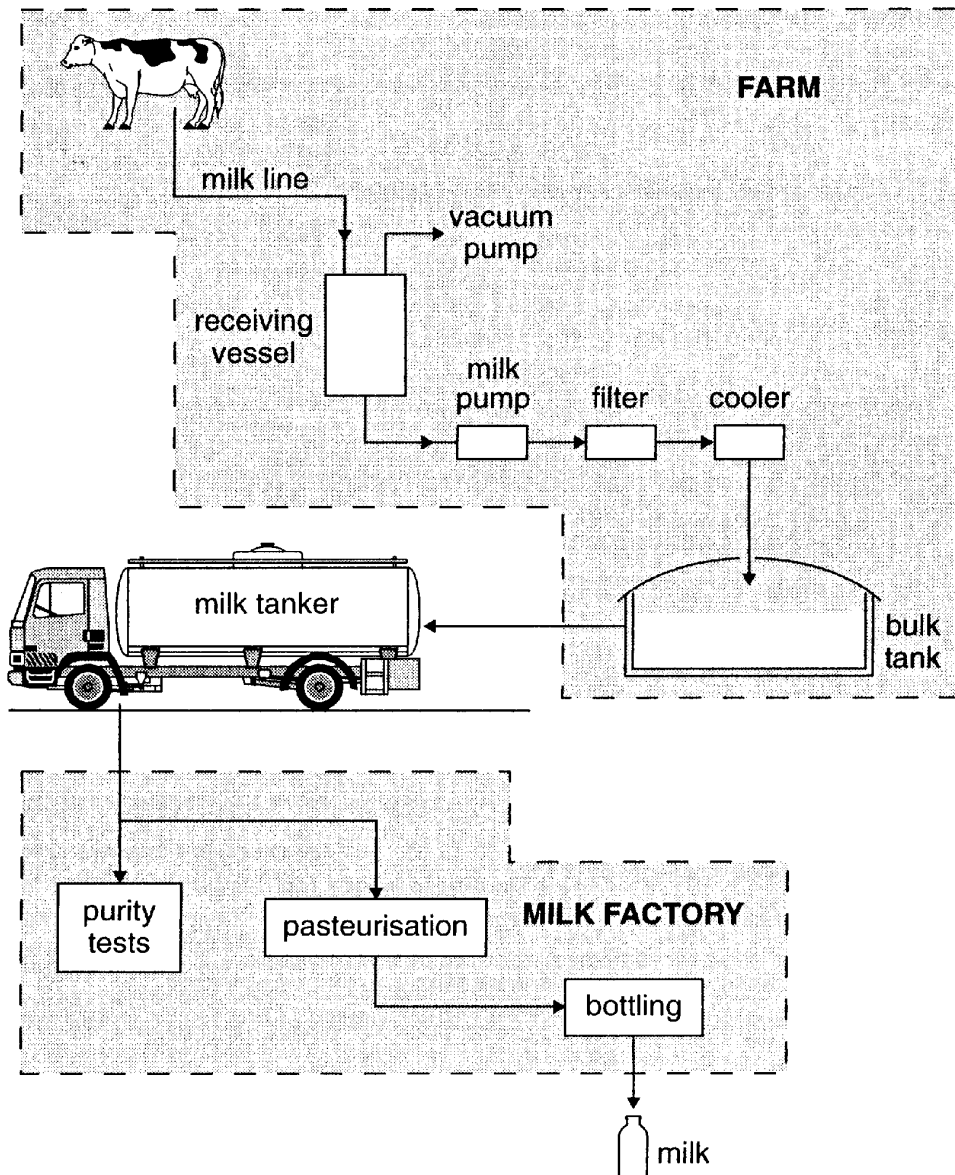 FARM
milk line
vacuum
pump
receiving
vessel
milk
pump
filter
cooler
milk tanker
bulk
tank
purity
tests
pasteurisation
MILK FACTORY
bottling
milk